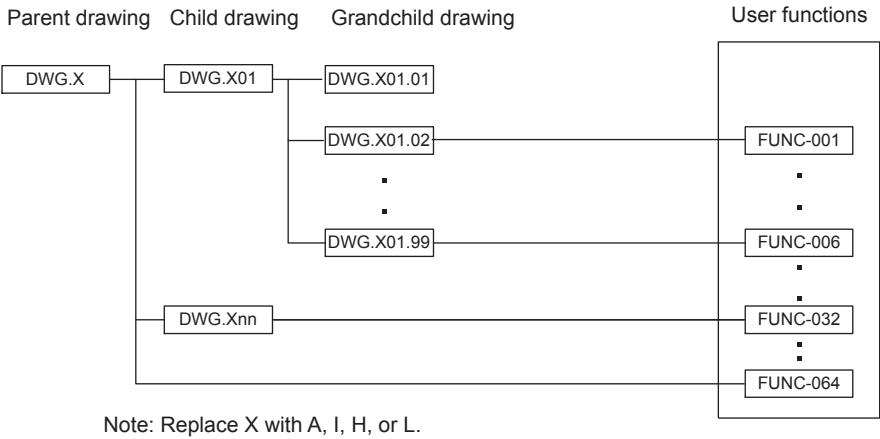 Parent drawing Child drawing Grandchild drawing User functions
DWG.X DWG.X01 DWG.X01.01
DWG.X01.02 FUNC-001
DWG.X01.99 FUNC-006
DWG.Xnn FUNC-032
FUNC-064
Note: Replace X with A, I, H, or L.